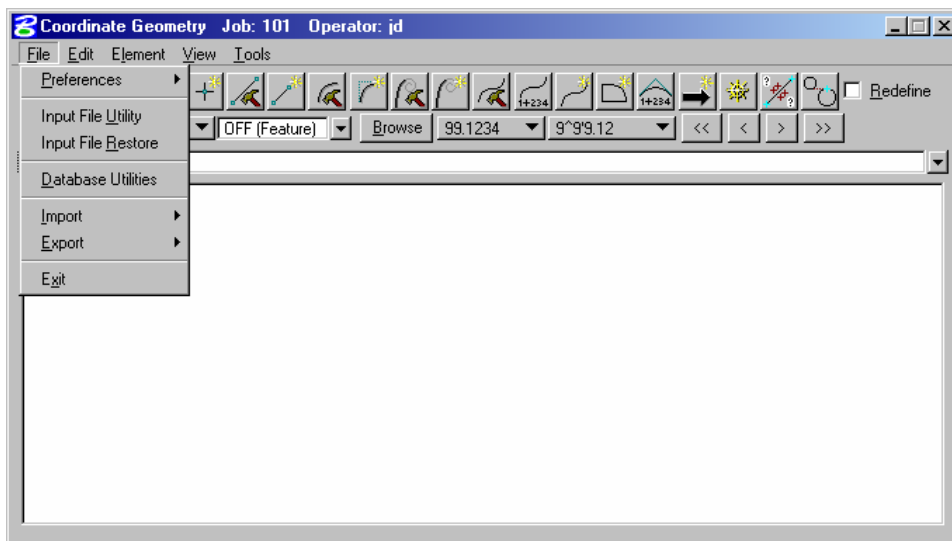 Coordinate Geometry Job: 101 Operator: jd
File Edit Element View Tools
Preferences
Input File Utility
Input File Restore
Database Utilities
Import
Export
Exit
1+234 1+234 ? ? Redefine
OFF (Feature) Browse 99.1234 9^9'9.12 << < > >>